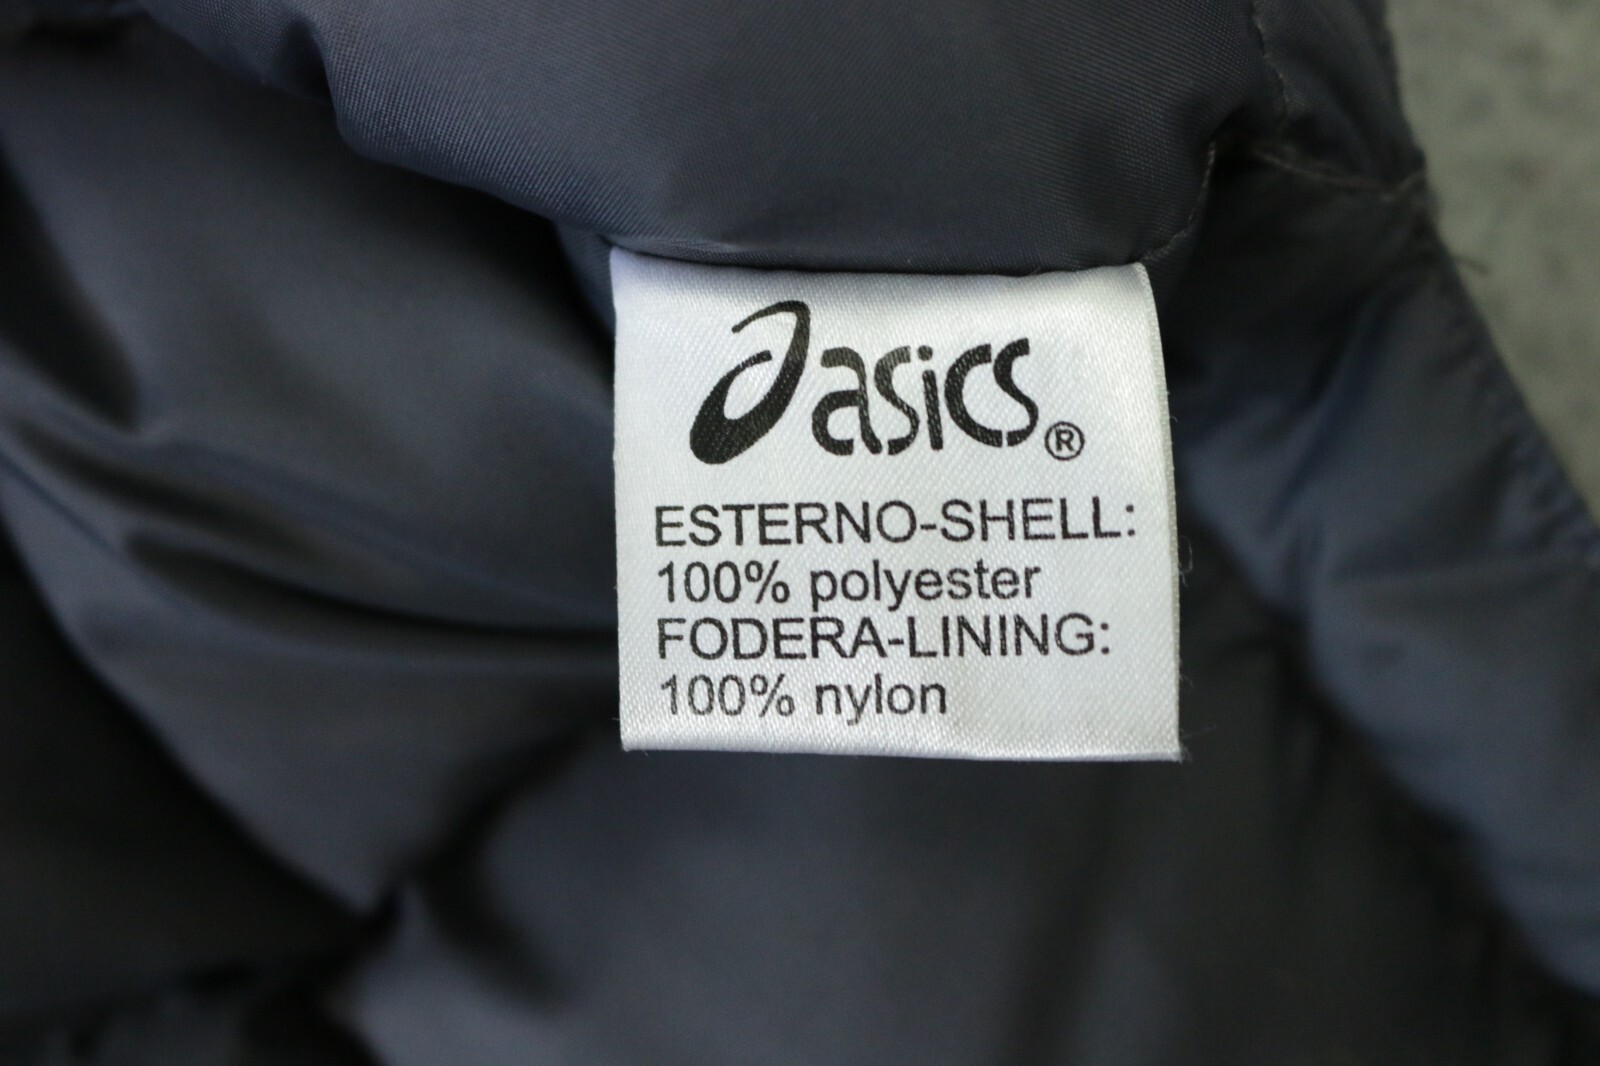 asics®
ESTERNO-SHELL:
100% polyester
FODERA-LINING:
100% nylon